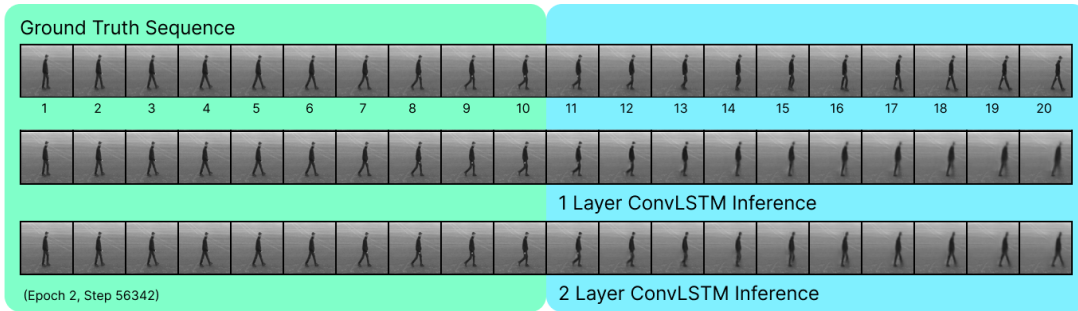 Ground Truth Sequence
1 2 3 4 5 6 7 8 9 10 11 12 13 14 15 16 17 18 19 20
1 Layer ConvLSTM Inference
(Epoch 2, Step 56342)
2 Layer ConvLSTM Inference